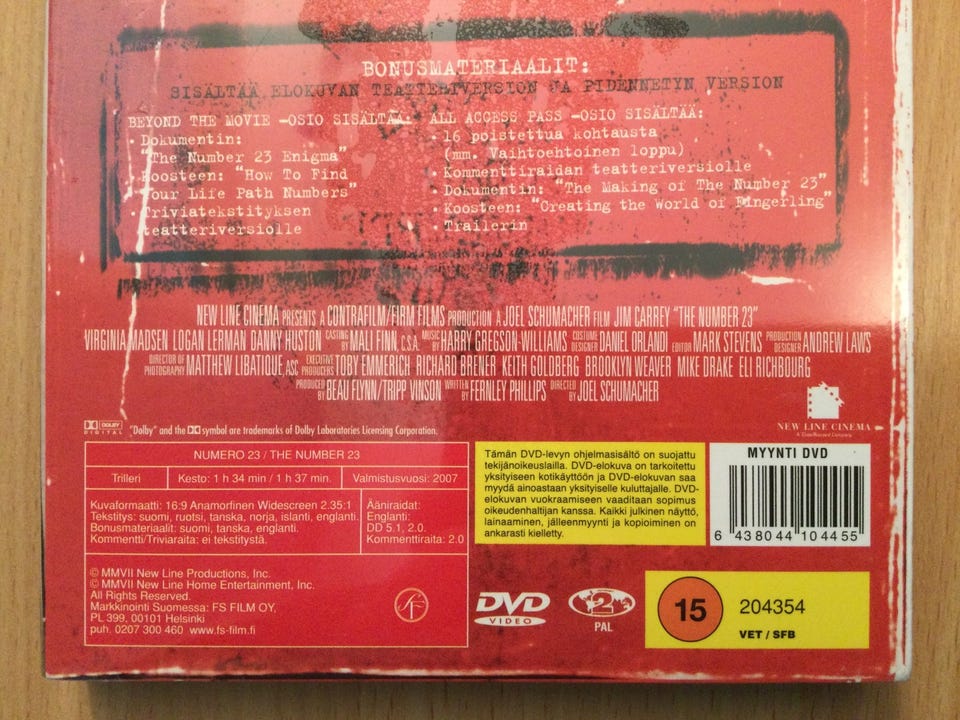 BONUSMATERIAALIT:
SISÄLTÄÄ ELOKUVAN TEATTERIVERSION JA PIDENNETYN VERSION
BEYOND THE MOVIE -OSIO SISÄLTÄÄ:
• Dokumentin:
"The Number 23 Enigma"
• Koosteen: "How To Find
Your Life Path Numbers"
• Triviatekstityksen
teatteriversiolle
ALL ACCESS PASS -OSIO SISÄLTÄÄ:
• 16 poistettua kohtausta
(mm. Vaihtoehtoinen loppu)
• Kommenttiraidan teatteriversiolle
• Dokumentin: "The Making of The Number 23"
• Koosteen: "Creating the World of Fingerling"
• Trailerin
NEW LINE CINEMA PRESENTS A CONTRAFILM/FIRM FILMS PRODUCTION A JOEL SCHUMACHER FILM JIM CARREY "THE NUMBER 23"
VIRGINIA MADSEN LOGAN LERMAN DANNY HUSTON CASTING BY MALI FINN, C.S.A. MUSIC BY HARRY GREGSON-WILLIAMS COSTUME DESIGNER DANIEL ORLANDI EDITOR MARK STEVENS PRODUCTION DESIGNER ANDREW LAWS
DIRECTOR OF PHOTOGRAPHY MATTHEW LIBATIQUE, ASC EXECUTIVE PRODUCERS TOBY EMMERICH RICHARD BRENER KEITH GOLDBERG BROOKLYN WEAVER MIKE DRAKE ELI RICHBOURG
PRODUCED BY BEAU FLYNN/TRIPP VINSON WRITTEN BY FERNLEY PHILLIPS DIRECTED BY JOEL SCHUMACHER
NEW LINE CINEMA
A Time Warner Company
DOLBY
DIGITAL
"Dolby" and the DD symbol are trademarks of Dolby Laboratories Licensing Corporation.
NUMERO 23 / THE NUMBER 23
Trilleri
Kesto: 1 h 34 min / 1 h 37 min.
Valmistusvuosi: 2007
Kuvaformaatti: 16:9 Anamorfinen Widescreen 2.35:1
Tekstitys: suomi, ruotsi, tanska, norja, islanti, englanti.
Bonusmateriaalit: suomi, tanska, englanti.
Kommentti/Triviaraita: ei tekstitystä.
Ääniraidat:
Englanti:
DD 5.1, 2.0.
Kommenttiraita: 2.0
© MMVII New Line Productions, Inc.
© MMVII New Line Home Entertainment, Inc.
All Rights Reserved.
Markkinointi Suomessa: FS FILM OY,
PL 399, 00101 Helsinki
puh. 0207 300 460 www.fs-film.fi
Tämän DVD-levyn ohjelmasisältö on suojattu
tekijänoikeuslailla. DVD-elokuva on tarkoitettu
yksityiseen kotikäyttöön ja DVD-elokuvan saa
myydä ainoastaan yksityiselle kuluttajalle. DVD-
elokuvan vuokraamiseen vaaditaan sopimus
oikeudenhaltijan kanssa. Kaikki julkinen näyttö,
lainaaminen, jälleenmyynti ja kopioiminen on
ankarasti kielletty.
MYYNTI DVD
6 438044 104455
DVD
VIDEO
2
PAL
15
204354
VET / SFB